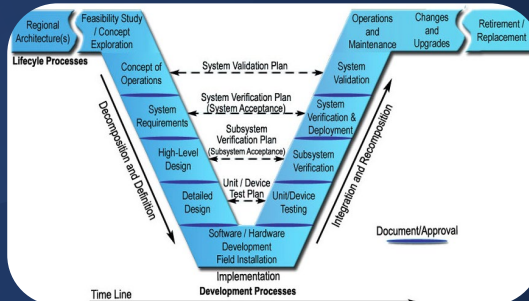 Regional
Architecture(s)
Feasibility Study
/ Concept
Exploration
Operations
and
Maintenance
Changes
and
Upgrades
Retirement /
Replacement
Lifecyle Processes
Concept of
Operations
System Validation Plan
System
Validation
System
Requirements
System Verification Plan
(System Acceptance)
System
Verification &
Deployment
High-Level
Design
Subsystem
Verification Plan
(Subsystem Acceptance)
Subsystem
Verification
Detailed
Design
Unit / Device
Test Plan
Unit/Device
Testing
Decomposition and Definition
Integration and Recomposition
Software / Hardware
Development
Field Installation
Document/Approval
Implementation
Time Line
Development Processes